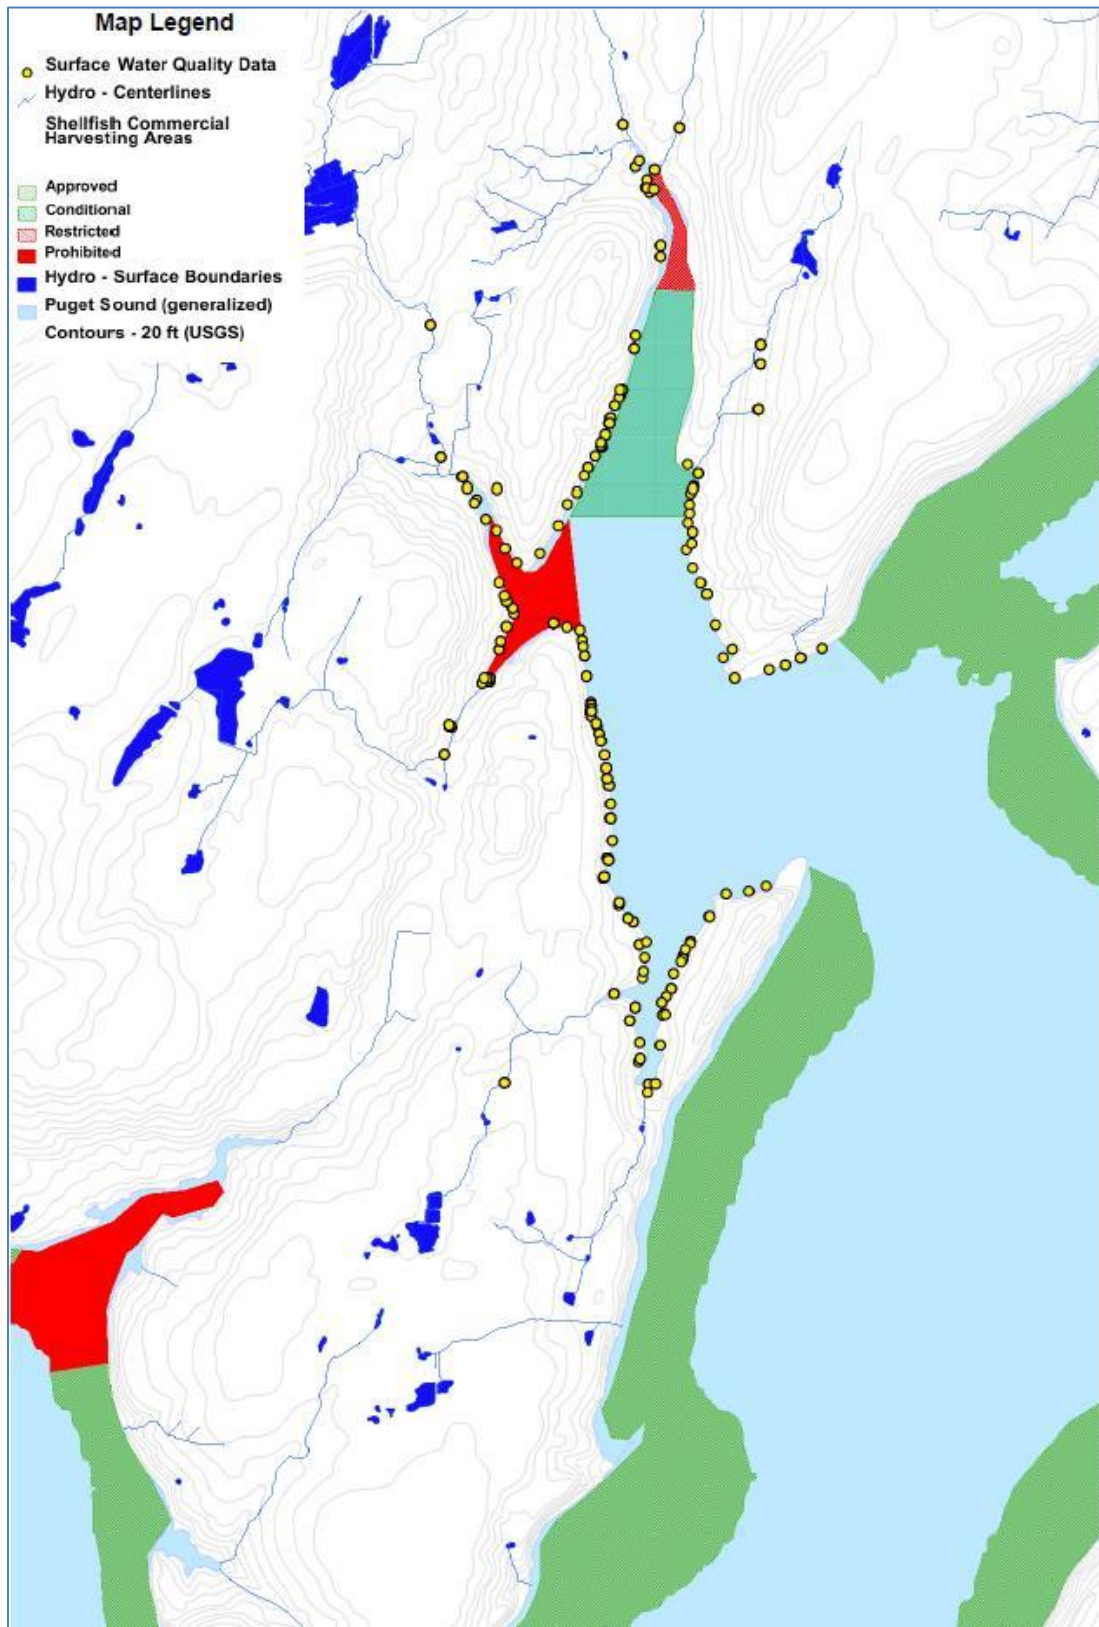 Map Legend
Surface Water Quality Data
Hydro - Centerlines
Shellfish Commercial
Harvesting Areas
Approved
Conditional
Restricted
Prohibited
Hydro - Surface Boundaries
Puget Sound (generalized)
Contours - 20 ft (USGS)